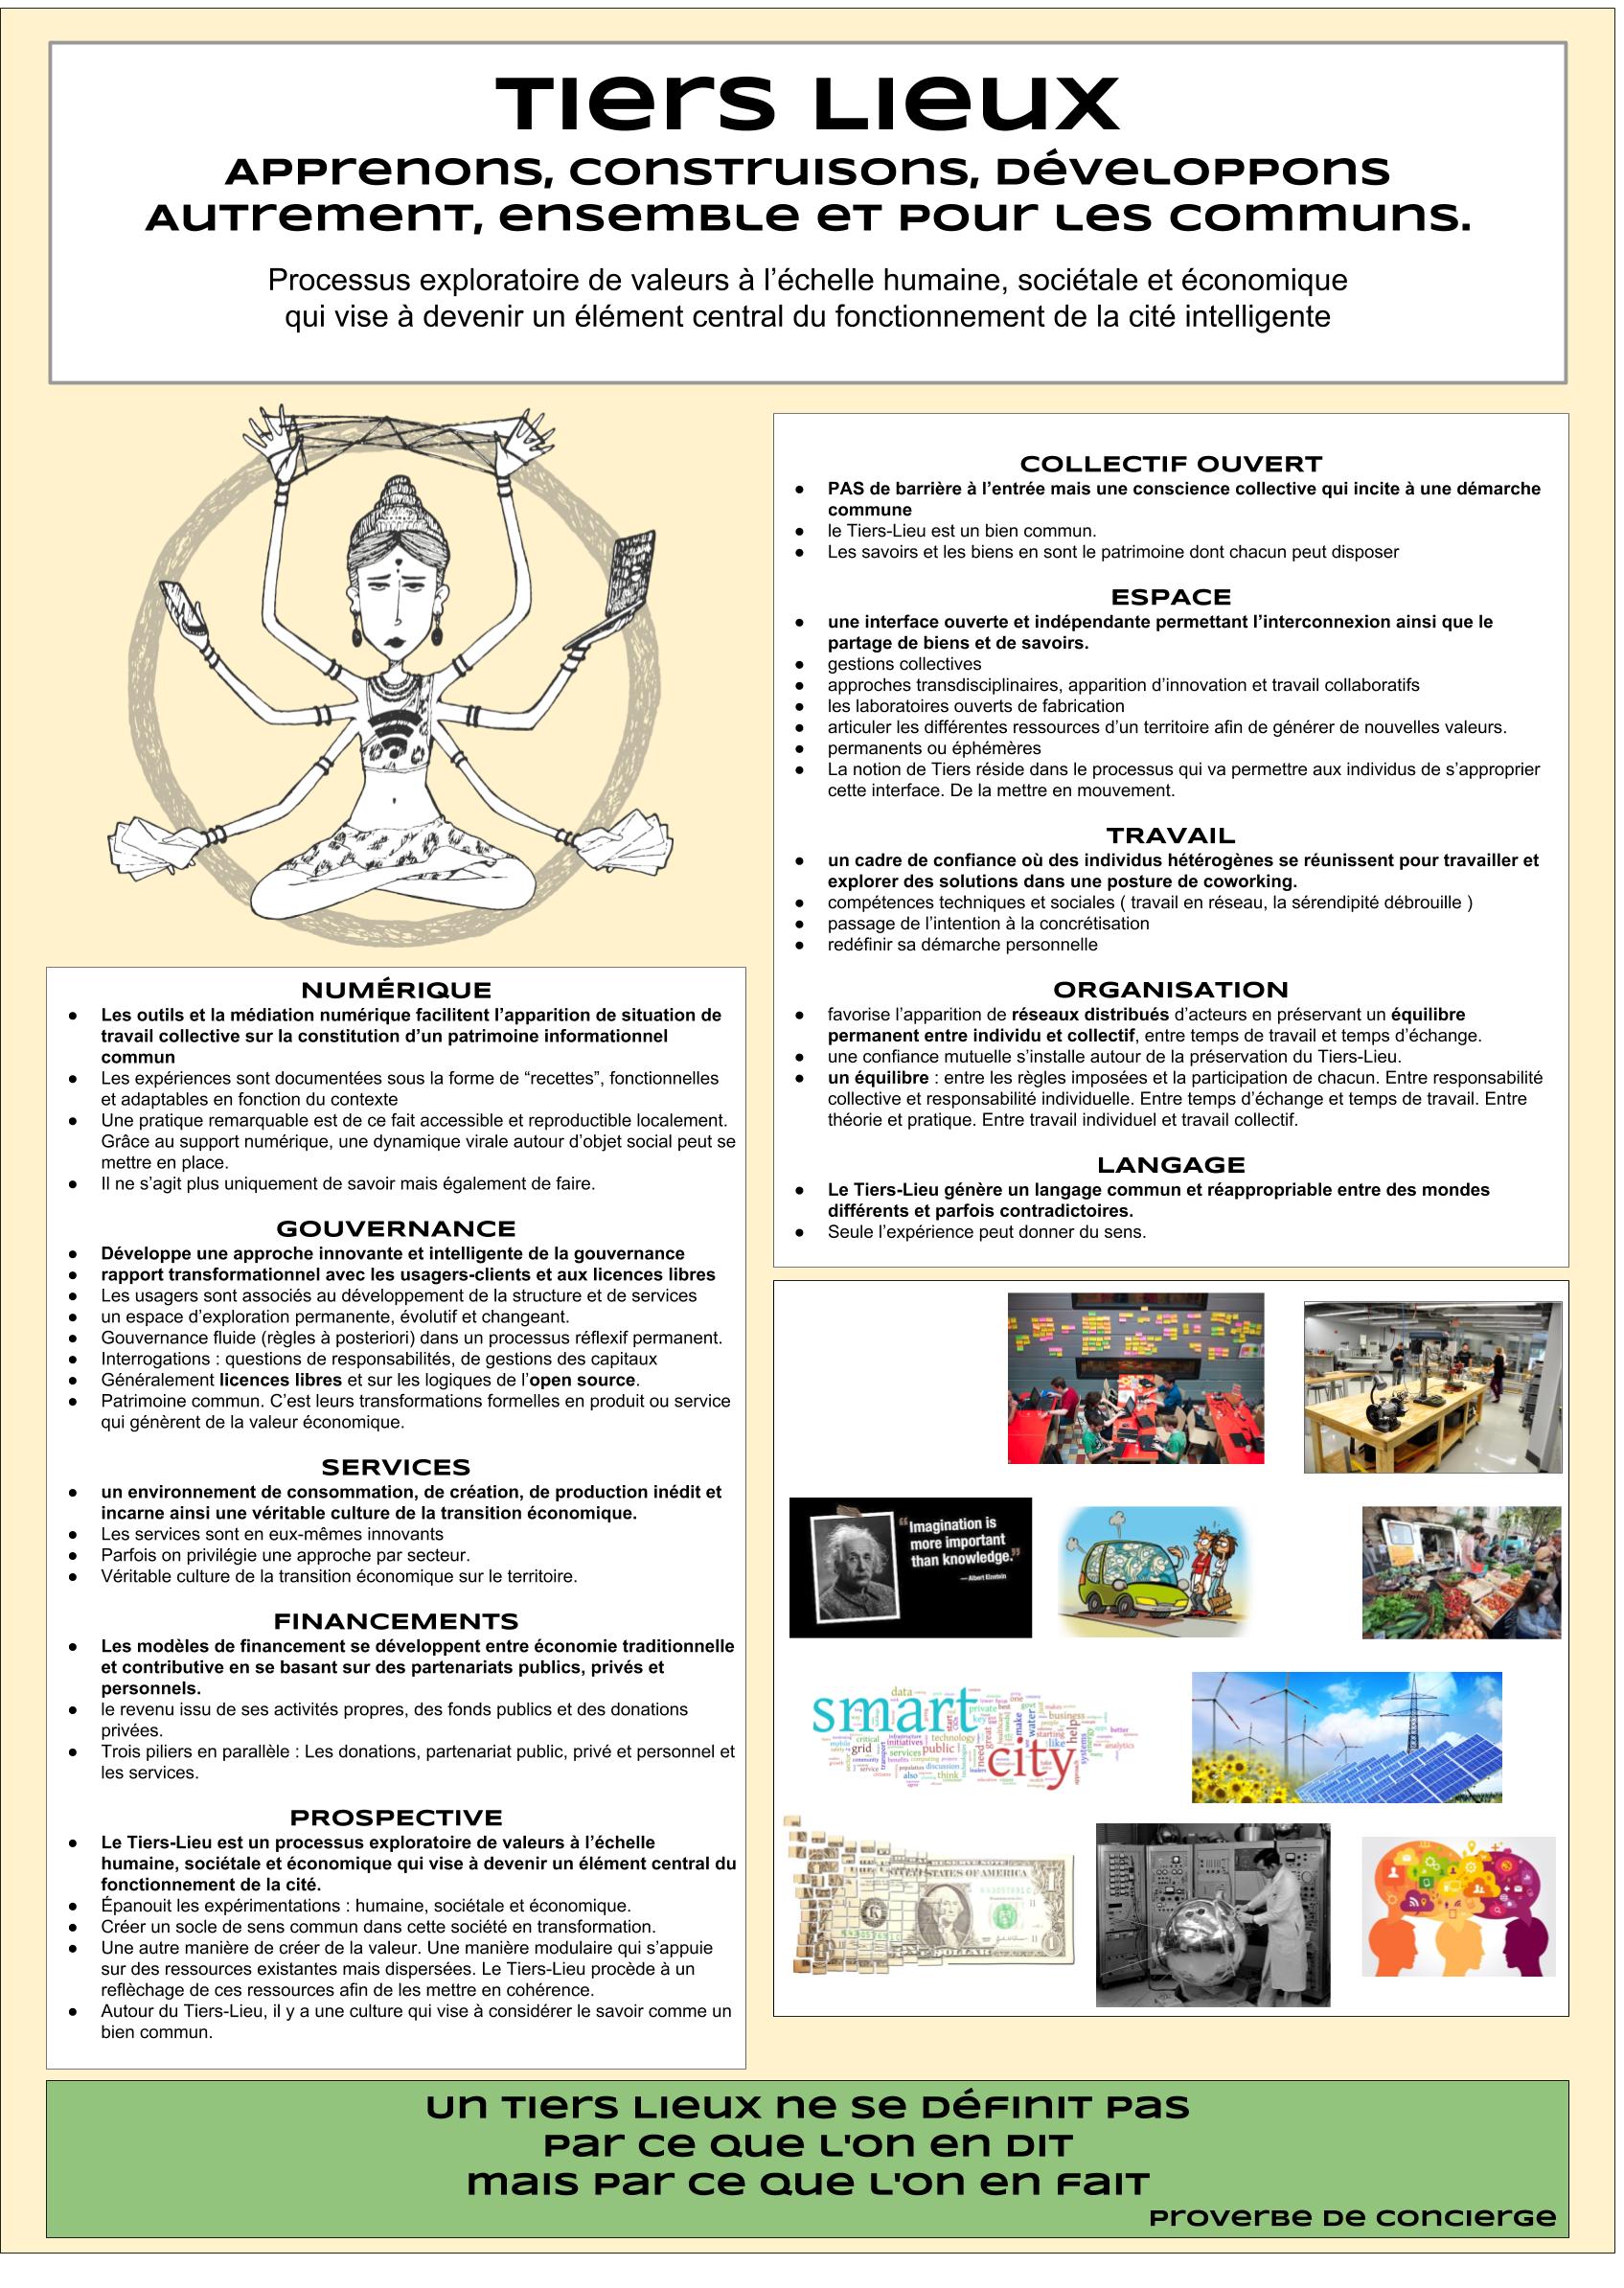 Tiers Lieux
Apprenons, construisons, développons
autrement, ensemble et pour les communs.
Processus exploratoire de valeurs à l’échelle humaine, sociétale et économique
qui vise à devenir un élément central du fonctionnement de la cité intelligente
NUMÉRIQUE
● Les outils et la médiation numérique facilitent l’apparition de situation de
travail collective sur la constitution d’un patrimoine informationnel
commun
● Les expériences sont documentées sous la forme de “recettes”, fonctionnelles
et adaptables en fonction du contexte
● Une pratique remarquable est de ce fait accessible et reproductible localement.
Grâce au support numérique, une dynamique virale autour d’objet social peut se
mettre en place.
● Il ne s’agit plus uniquement de savoir mais également de faire.
GOUVERNANCE
● Développe une approche innovante et intelligente de la gouvernance
● rapport transformationnel avec les usagers-clients et aux licences libres
● Les usagers sont associés au développement de la structure et de services
● un espace d’exploration permanente, évolutif et changeant.
● Gouvernance fluide (règles à posteriori) dans un processus réflexif permanent.
● Interrogations : questions de responsabilités, de gestions des capitaux
● Généralement licences libres et sur les logiques de l’open source.
● Patrimoine commun. C’est leurs transformations formelles en produit ou service
qui génèrent de la valeur économique.
SERVICES
● un environnement de consommation, de création, de production inédit et
incarne ainsi une véritable culture de la transition économique.
● Les services sont en eux-mêmes innovants
● Parfois on privilégie une approche par secteur.
● Véritable culture de la transition économique sur le territoire.
FINANCEMENTS
● Les modèles de financement se développent entre économie traditionnelle
et contributive en se basant sur des partenariats publics, privés et
personnels.
● le revenu issu de ses activités propres, des fonds publics et des donations
privées.
● Trois piliers en parallèle : Les donations, partenariat public, privé et personnel et
les services.
PROSPECTIVE
● Le Tiers-Lieu est un processus exploratoire de valeurs à l’échelle
humaine, sociétale et économique qui vise à devenir un élément central du
fonctionnement de la cité.
● Épanouit les expérimentations : humaine, sociétale et économique.
● Créer un socle de sens commun dans cette société en transformation.
● Une autre manière de créer de la valeur. Une manière modulaire qui s’appuie
sur des ressources existantes mais dispersées. Le Tiers-Lieu procède à un
reflèchage de ces ressources afin de les mettre en cohérence.
● Autour du Tiers-Lieu, il y a une culture qui vise à considérer le savoir comme un
bien commun.
COLLECTIF OUVERT
● PAS de barrière à l’entrée mais une conscience collective qui incite à une démarche
commune
● le Tiers-Lieu est un bien commun.
● Les savoirs et les biens en sont le patrimoine dont chacun peut disposer
ESPACE
● une interface ouverte et indépendante permettant l’interconnexion ainsi que le
partage de biens et de savoirs.
● gestions collectives
● approches transdisciplinaires, apparition d’innovation et travail collaboratifs
● les laboratoires ouverts de fabrication
● articuler les différentes ressources d’un territoire afin de générer de nouvelles valeurs.
● permanents ou éphémères
● La notion de Tiers réside dans le processus qui va permettre aux individus de s’approprier
cette interface. De la mettre en mouvement.
TRAVAIL
● un cadre de confiance où des individus hétérogènes se réunissent pour travailler et
explorer des solutions dans une posture de coworking.
● compétences techniques et sociales ( travail en réseau, la sérendipité débrouille )
● passage de l’intention à la concrétisation
● redéfinir sa démarche personnelle
ORGANISATION
● favorise l’apparition de réseaux distribués d’acteurs en préservant un équilibre
permanent entre individu et collectif, entre temps de travail et temps d’échange.
● une confiance mutuelle s’installe autour de la préservation du Tiers-Lieu.
● un équilibre : entre les règles imposées et la participation de chacun. Entre responsabilité
collective et responsabilité individuelle. Entre temps d’échange et temps de travail. Entre
théorie et pratique. Entre travail individuel et travail collectif.
LANGAGE
● Le Tiers-Lieu génère un langage commun et réappropriable entre des mondes
différents et parfois contradictoires.
● Seule l’expérience peut donner du sens.
“Imagination is
more important
than knowledge.”
— Albert Einstein
smart
city
data
private
business
technology
grid
initiatives
services public
critical
help
make
water
great
need
like
better
analytics
also think
discussion
population
STATES OF AMERICA
1
DOLLAR
un Tiers Lieux ne se définit pas
par ce que l'on en dit
mais par ce que l'on en fait
Proverbe de concierge